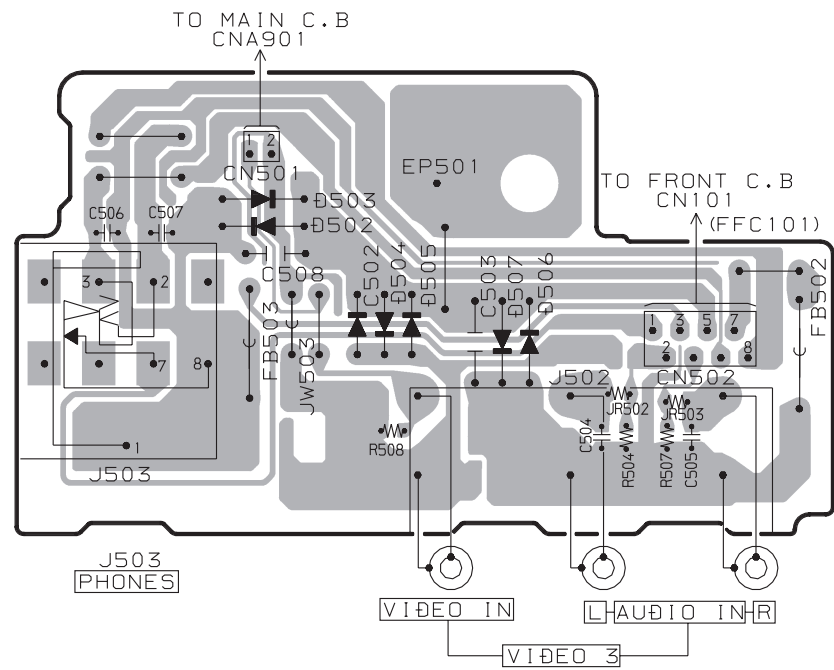 TO MAIN C.B
CNA901
1 2
CN501
EP501
TO FRONT C.B
CN101
(FFC101)
D503
D502
C506
C507
C508
C502
D504
D505
C503
D507
D506
FB502
3
2
7
8
1
FB503
JW503
1 3 5 7
2 8
CN502
J502
JR502
JR503
R508
C504
R504
R507
C505
J503
J503
PHONES
VIDEO IN
L AUDIO IN R
VIDEO 3